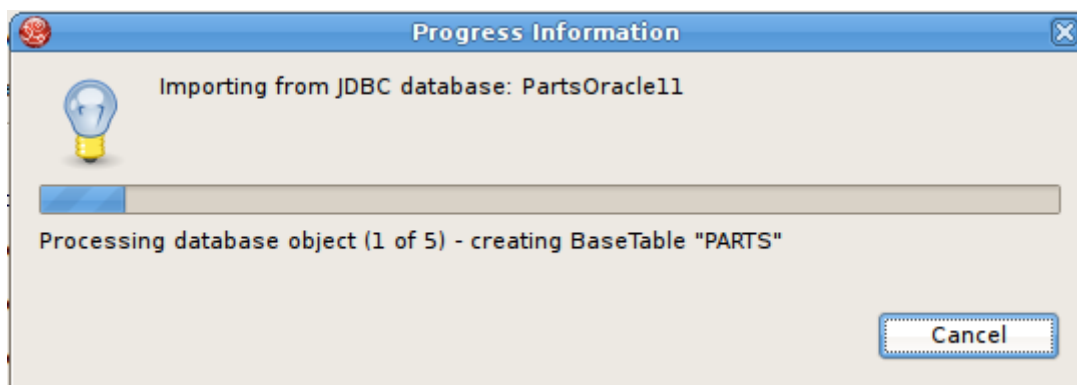 Progress Information
Importing from JDBC database: PartsOracle11
Processing database object (1 of 5) - creating BaseTable "PARTS"
Cancel